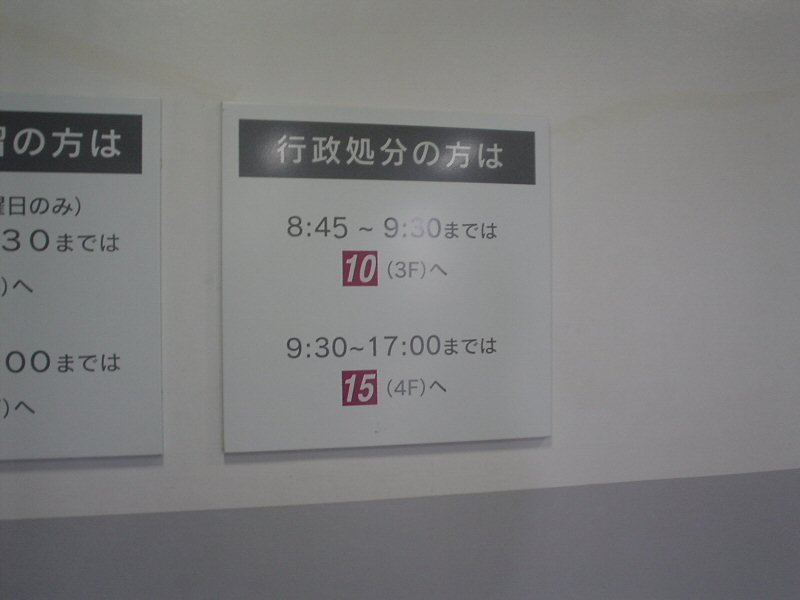 の方は
曜日のみ)
30までは
)へ
00までは
)へ
行政処分の方は
8:45 ~ 9:30までは
10 (3F)へ
9:30~17:00までは
15 (4F)へ